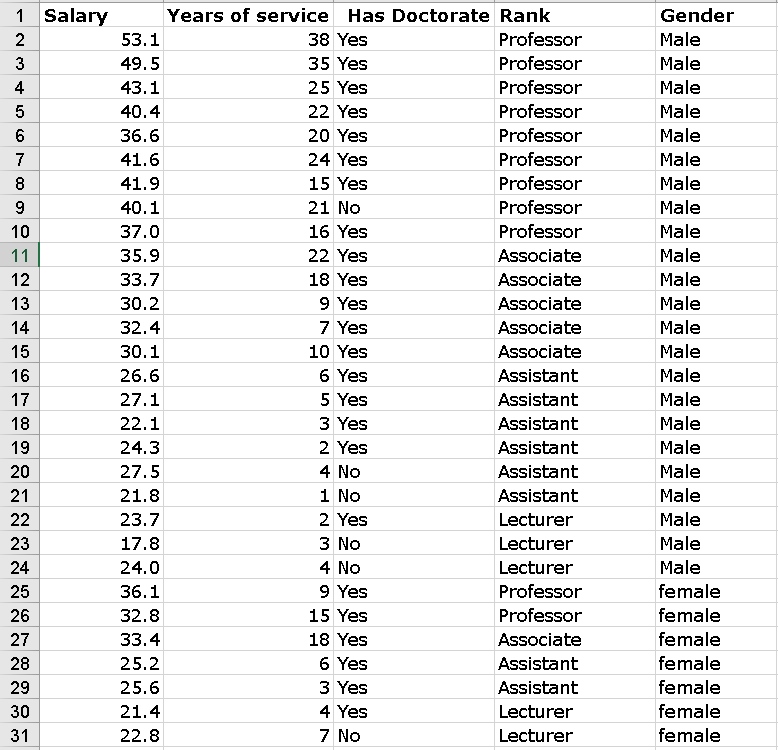 1 Salary Years of service Has Doctorate Rank Gender
2 53.1 38 Yes Professor Male
3 49.5 35 Yes Professor Male
4 43.1 25 Yes Professor Male
5 40.4 22 Yes Professor Male
6 36.6 20 Yes Professor Male
7 41.6 24 Yes Professor Male
8 41.9 15 Yes Professor Male
9 40.1 21 No Professor Male
10 37.0 16 Yes Professor Male
11 35.9 22 Yes Associate Male
12 33.7 18 Yes Associate Male
13 30.2 9 Yes Associate Male
14 32.4 7 Yes Associate Male
15 30.1 10 Yes Associate Male
16 26.6 6 Yes Assistant Male
17 27.1 5 Yes Assistant Male
18 22.1 3 Yes Assistant Male
19 24.3 2 Yes Assistant Male
20 27.5 4 No Assistant Male
21 21.8 1 No Assistant Male
22 23.7 2 Yes Lecturer Male
23 17.8 3 No Lecturer Male
24 24.0 4 No Lecturer Male
25 36.1 9 Yes Professor female
26 32.8 15 Yes Professor female
27 33.4 18 Yes Associate female
28 25.2 6 Yes Assistant female
29 25.6 3 Yes Assistant female
30 21.4 4 Yes Lecturer female
31 22.8 7 No Lecturer female